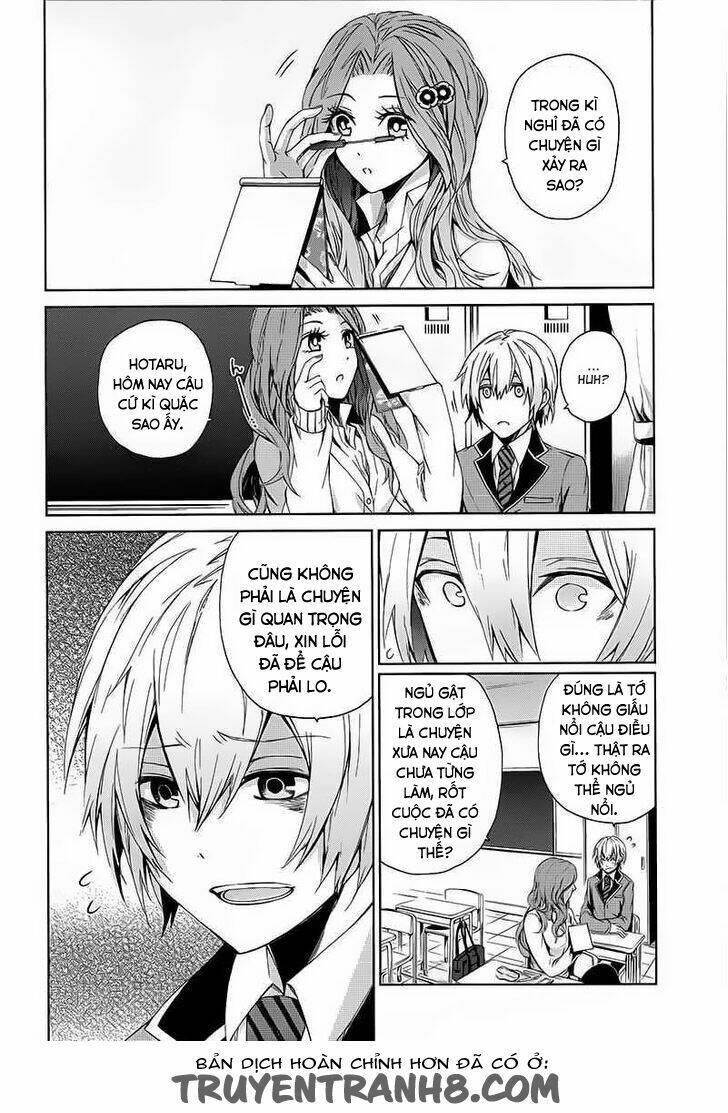 TRONG KÌ
NGHỈ ĐÃ CÓ
CHUYỆN GÌ
XẢY RA
SAO?
...
HUH?
HOTARU,
HÔM NAY CẬU
CỨ KÌ QUẶC
SAO ẤY.
ĐÚNG LÀ TỚ
KHÔNG GIẤU
NỔI CẬU ĐIỀU
GÌ... THẬT RA
TỚ KHÔNG
THỂ NGỦ
NỔI.
NGỦ GẬT
TRONG LỚP
LÀ CHUYỆN
XƯA NAY CẬU
CHƯA TỪNG
LÀM, RỐT
CUỘC ĐÃ CÓ
CHUYỆN GÌ
THẾ?
CŨNG KHÔNG
PHẢI LÀ CHUYỆN
GÌ QUAN TRỌNG
ĐÂU, XIN LỖI
ĐÃ ĐỂ CẬU
PHẢI LO.
BẢN DỊCH HOÀN CHỈNH HƠN ĐÃ CÓ Ở:
TRUYENTRANH8.COM